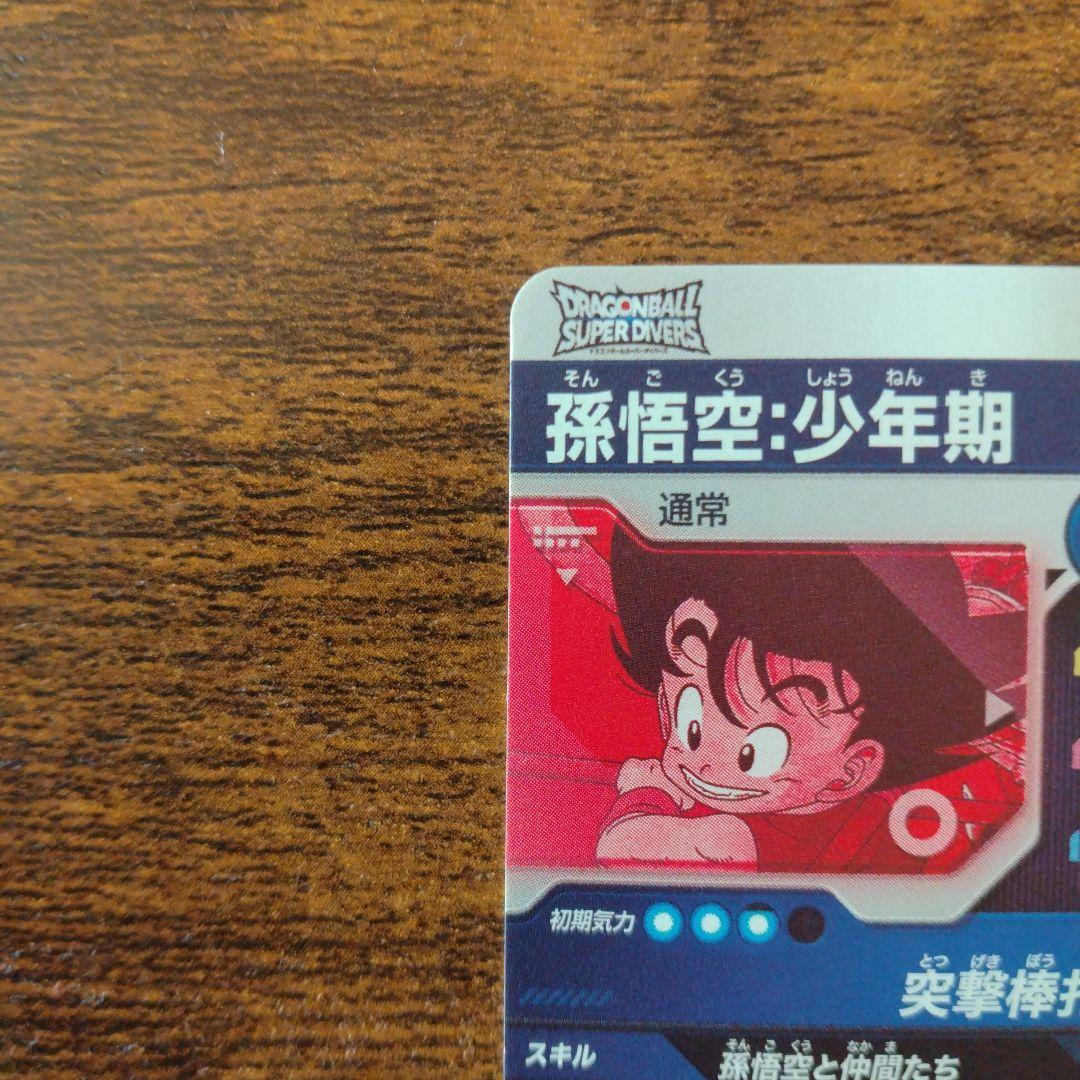 DRAGONBALL
SUPER DIVERS
そん ご くう しょう ねん き
孫悟空:少年期
通常
初期気力
とつ げき ぼう
突撃棒
スキル
そん ご くう なか ま
孫悟空と仲間たち